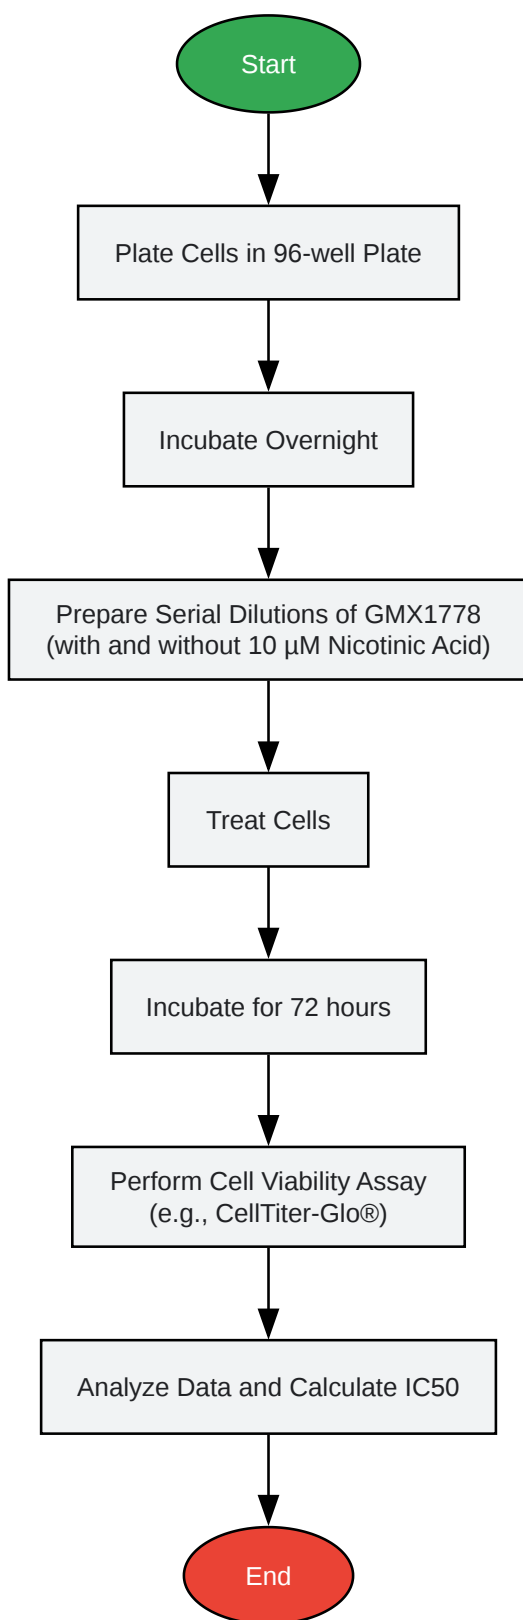 Start
Plate Cells in 96-well Plate
Incubate Overnight
Prepare Serial Dilutions of GMX1778
(with and without 10 µM Nicotinic Acid)
Treat Cells
Incubate for 72 hours
Perform Cell Viability Assay
(e.g., CellTiter-Glo®)
Analyze Data and Calculate IC50
End